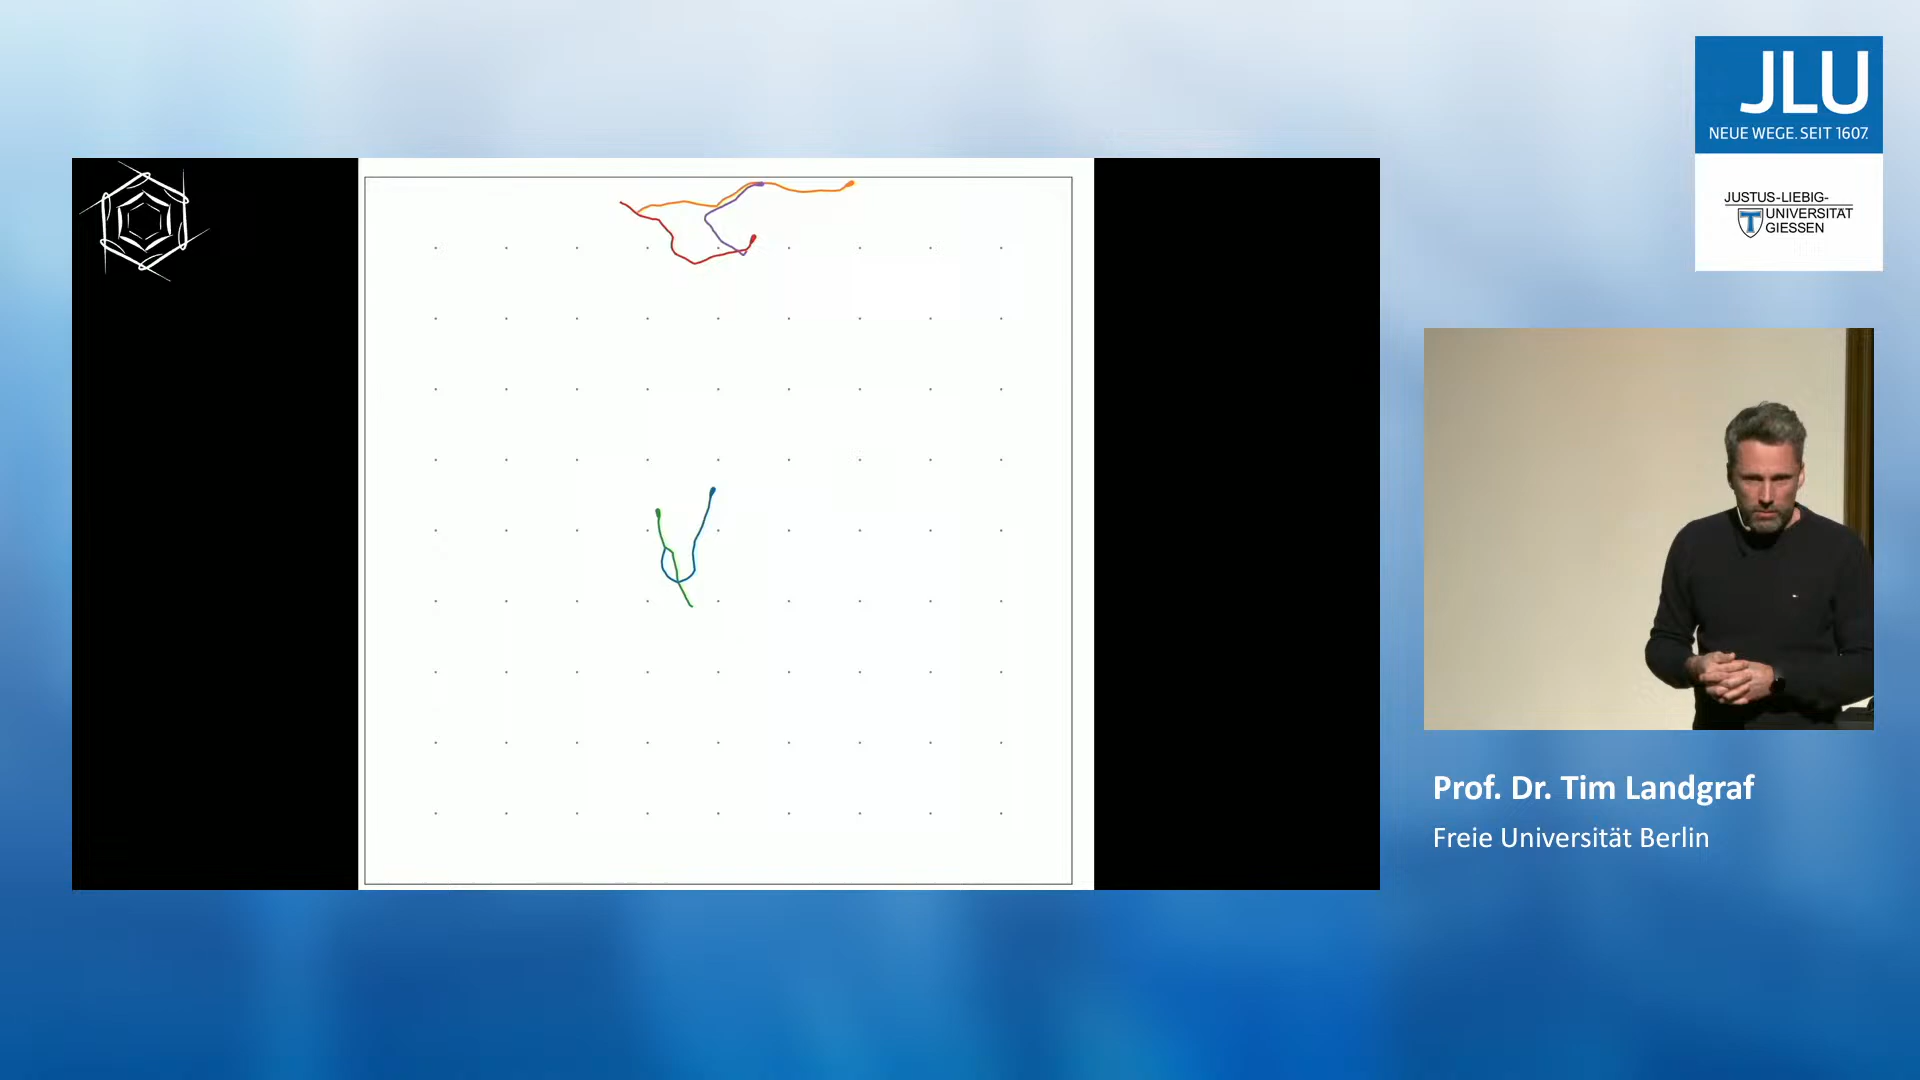 JLU
NEUE WEGE. SEIT 1607.
JUSTUS-LIEBIG-
UNIVERSITÄT
GIESSEN
Prof. Dr. Tim Landgraf
Freie Universität Berlin